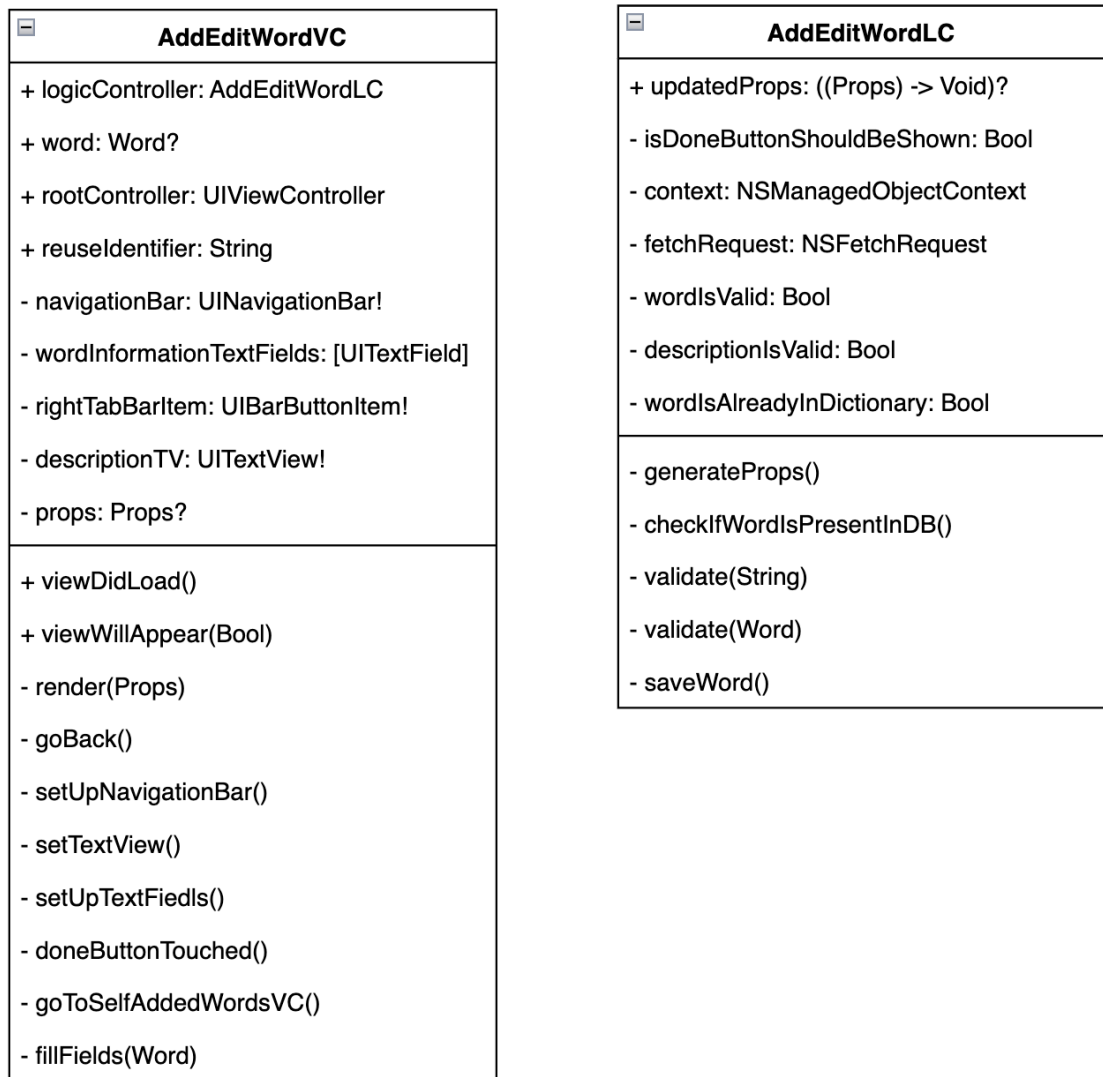 AddEditWordVC
+ logicController: AddEditWordLC
+ word: Word?
+ rootController: UIViewController
+ reuseIdentifier: String
- navigationBar: UINavigationBar!
- wordInformationTextFields: [UITextField]
- rightTabBarItem: UIBarButtonItem!
- descriptionTV: UITextView!
- props: Props?
+ viewDidLoad()
+ viewWillAppear(Bool)
- render(Props)
- goBack()
- setUpNavigationBar()
- setTextView()
- setUpTextFiedls()
- doneButtonTouched()
- goToSelfAddedWordsVC()
- fillFields(Word)
AddEditWordLC
+ updatedProps: ((Props) -> Void)?
- isDoneButtonShouldBeShown: Bool
- context: NSManagedObjectContext
- fetchRequest: NSFetchRequest
- wordIsValid: Bool
- descriptionIsValid: Bool
- wordIsAlreadyInDictionary: Bool
- generateProps()
- checkIfWordIsPresentInDB()
- validate(String)
- validate(Word)
- saveWord()